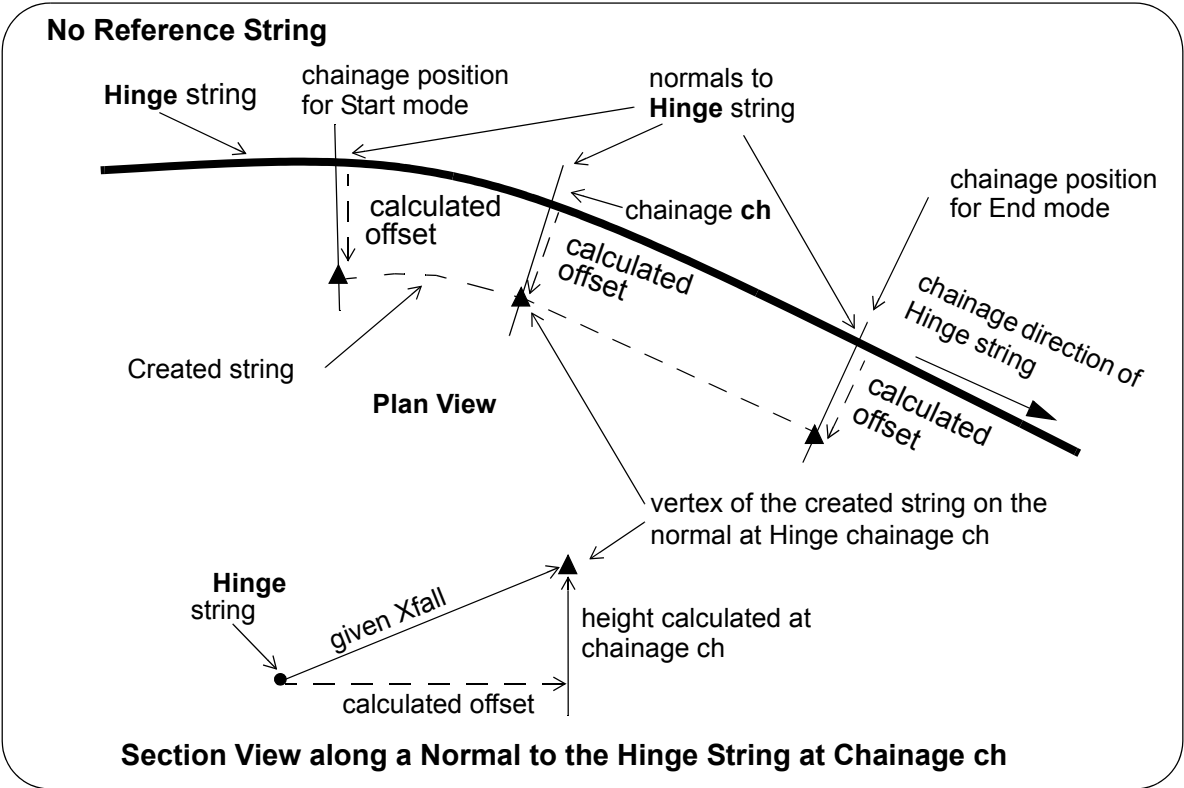 No Reference String
Hinge string
chainage position
for Start mode
normals to
Hinge string
chainage position
for End mode
chainage ch
calculated
offset
calculated
offset
chainage direction of
Hinge string
calculated
offset
Created string
Plan View
vertex of the created string on the
normal at Hinge chainage ch
Hinge
string
given Xfall
height calculated at
chainage ch
calculated offset
Section View along a Normal to the Hinge String at Chainage ch